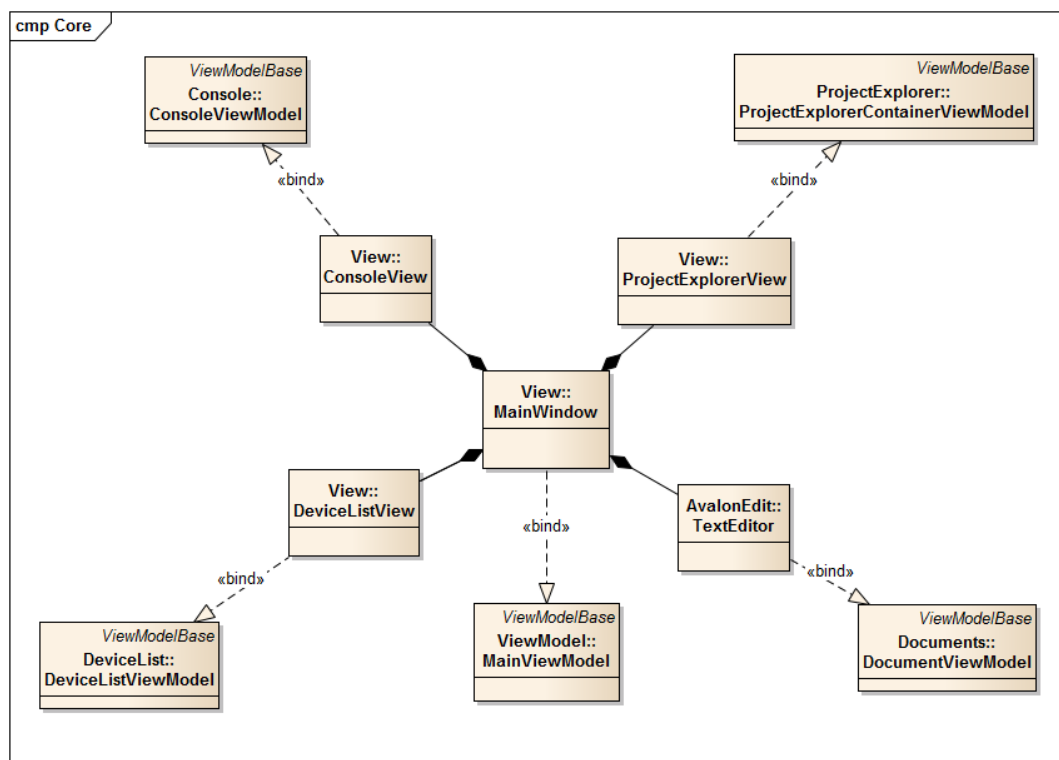 cmp Core
ViewModelBase
Console::
ConsoleViewModel
ViewModelBase
ProjectExplorer::
ProjectExplorerContainerViewModel
«bind»
«bind»
View::
ConsoleView
View::
ProjectExplorerView
View::
MainWindow
View::
DeviceListView
AvalonEdit::
TextEditor
«bind»
«bind»
«bind»
ViewModelBase
DeviceList::
DeviceListViewModel
ViewModelBase
ViewModel::
MainViewModel
ViewModelBase
Documents::
DocumentViewModel